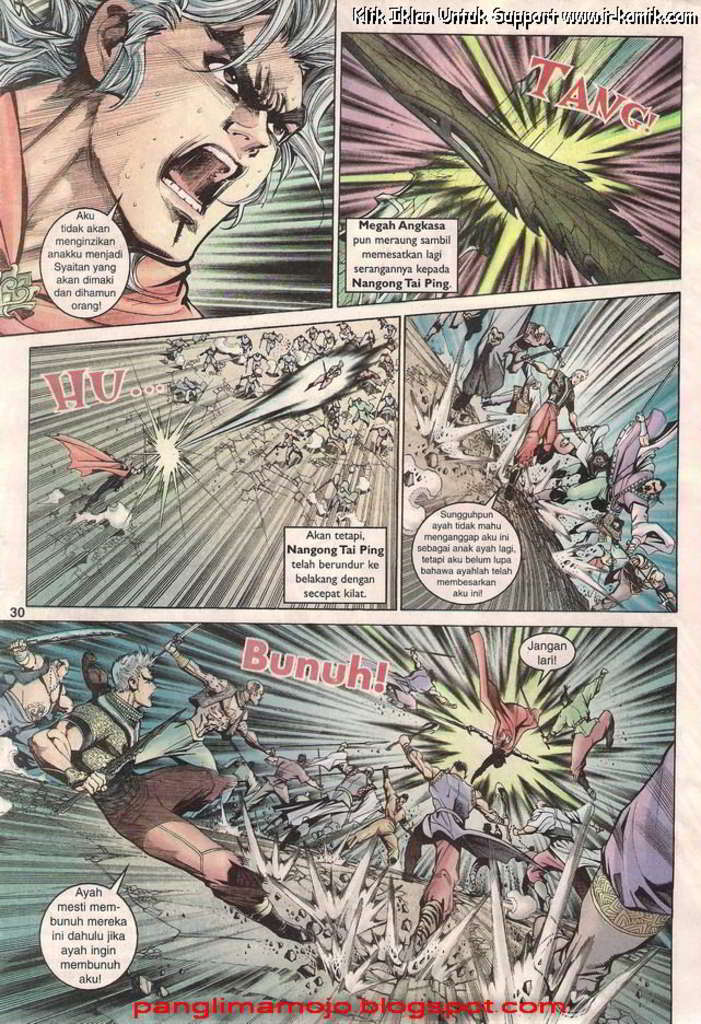 Klik Iklan Untuk Support www.ir-komik.com
Aku
tidak akan
menginzikan
anakku menjadi
Syaitan yang
akan dimaki
dan dihamun
orang!
TANG!
Megah Angkasa
pun meraung sambil
memesatkan lagi
serangannya kepada
Nangong Tai Ping.
HU...
Akan tetapi,
Nangong Tai Ping
telah berundur ke
belakang dengan
secepat kilat.
Sungguhpun
ayah tidak mahu
menganggap aku ini
sebagai anak ayah lagi,
tetapi aku belum lupa
bahawa ayahlah telah
membesarkan
aku ini!
30
Bunuh!
Jangan
lari!
Ayah
mesti mem-
bunuh mereka
ini dahulu jika
ayah ingin
membunuh
aku!
panglimamojo.blogspot.com